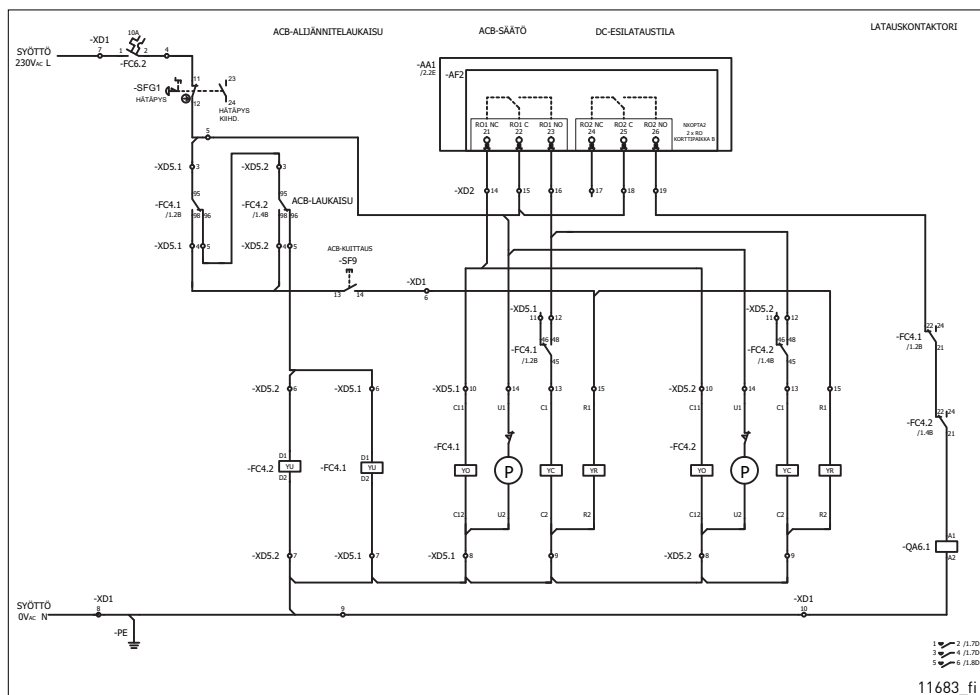 ACB-ALIJÄNNITELAUKAISU
ACB-SÄÄTÖ
DC-ESILATAUSTILA
LATAUSKONTAKTORI
SYÖTTÖ
230VAC L
-XD1
7
10A
1 2
-FC6.2
4
-SFG1
HÄTÄPYS
11
12
23
24
HÄTÄPYS
KIIHD.
5
-AA1
/2.2E
-AF2
RO1 NC
21
RO1 C
22
RO1 NO
23
RO2 NC
24
RO2 C
25
RO2 NO
26
NXOPTA2
2 x RO
KORTTIPAIKKA B
-XD2
14
15
16
17
18
19
-XD5.1
3
-XD5.2
3
95
-FC4.1
/1.2B
98 96
95
-FC4.2
/1.4B
98 96
ACB-LAUKAISU
-XD5.1
4 5
-XD5.2
4 5
ACB-KUITTAUS
-SF9
13 14
-XD1
6
-XD5.1
11 12
46 48
-FC4.1
/1.2B
45
-XD5.2
11 12
46 48
-FC4.2
/1.4B
45
22 24
-FC4.1
/1.2B
21
22 24
-FC4.2
/1.4B
21
-XD5.2
6
-XD5.1
6
-XD5.1
10
14
13
15
-XD5.2
10
14
13
15
C11
U1
C1
R1
C11
U1
C1
R1
-FC4.2
D1
YU
D2
-FC4.1
D1
YU
D2
-FC4.1
YO
P
YC
YR
-FC4.2
YO
P
YC
YR
C12
U2
C2
R2
C12
U2
C2
R2
-XD5.2
7
-XD5.1
7
-XD5.1
8
9
-XD5.2
8
9
-QA6.1
A1
A2
SYÖTTÖ
0VAC N
-XD1
8
9
-XD1
10
-PE
1 2 /1.7D
3 4 /1.7D
5 6 /1.8D
11683_fi